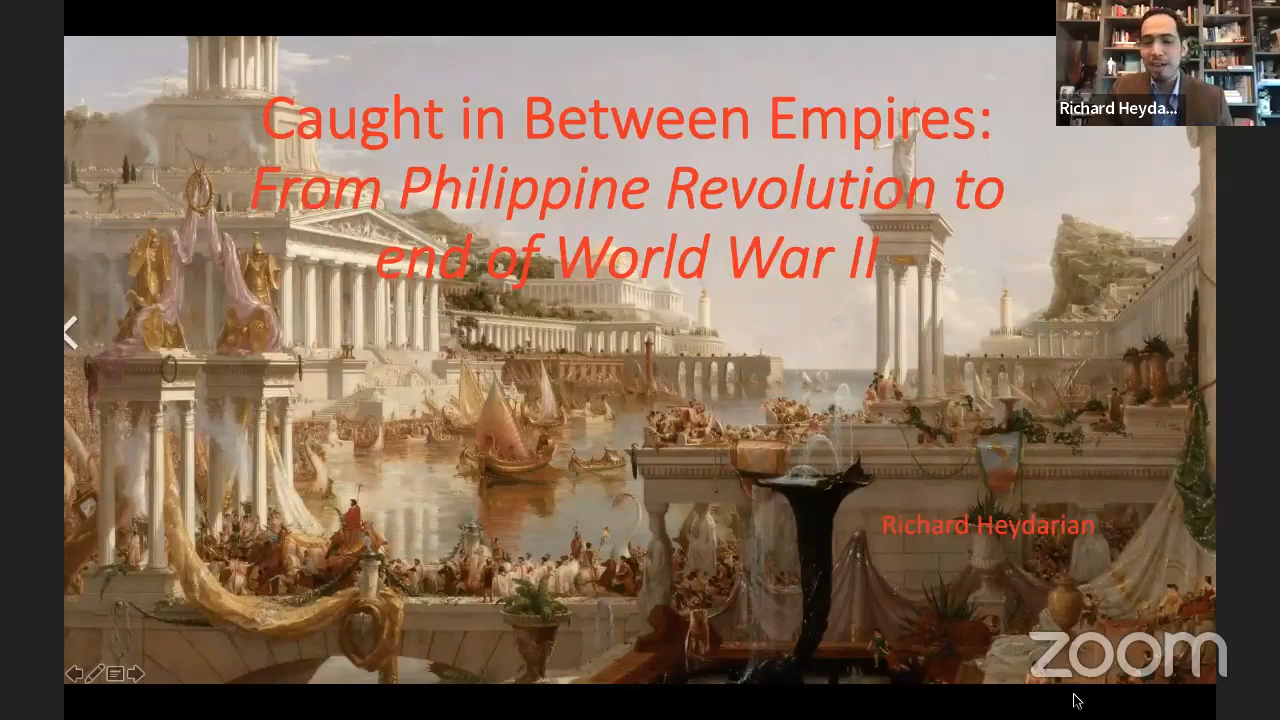 Caught in Between Empires:
From Philippine Revolution to
end of World War II
Richard Heyda...
Richard Heydarian
zoom